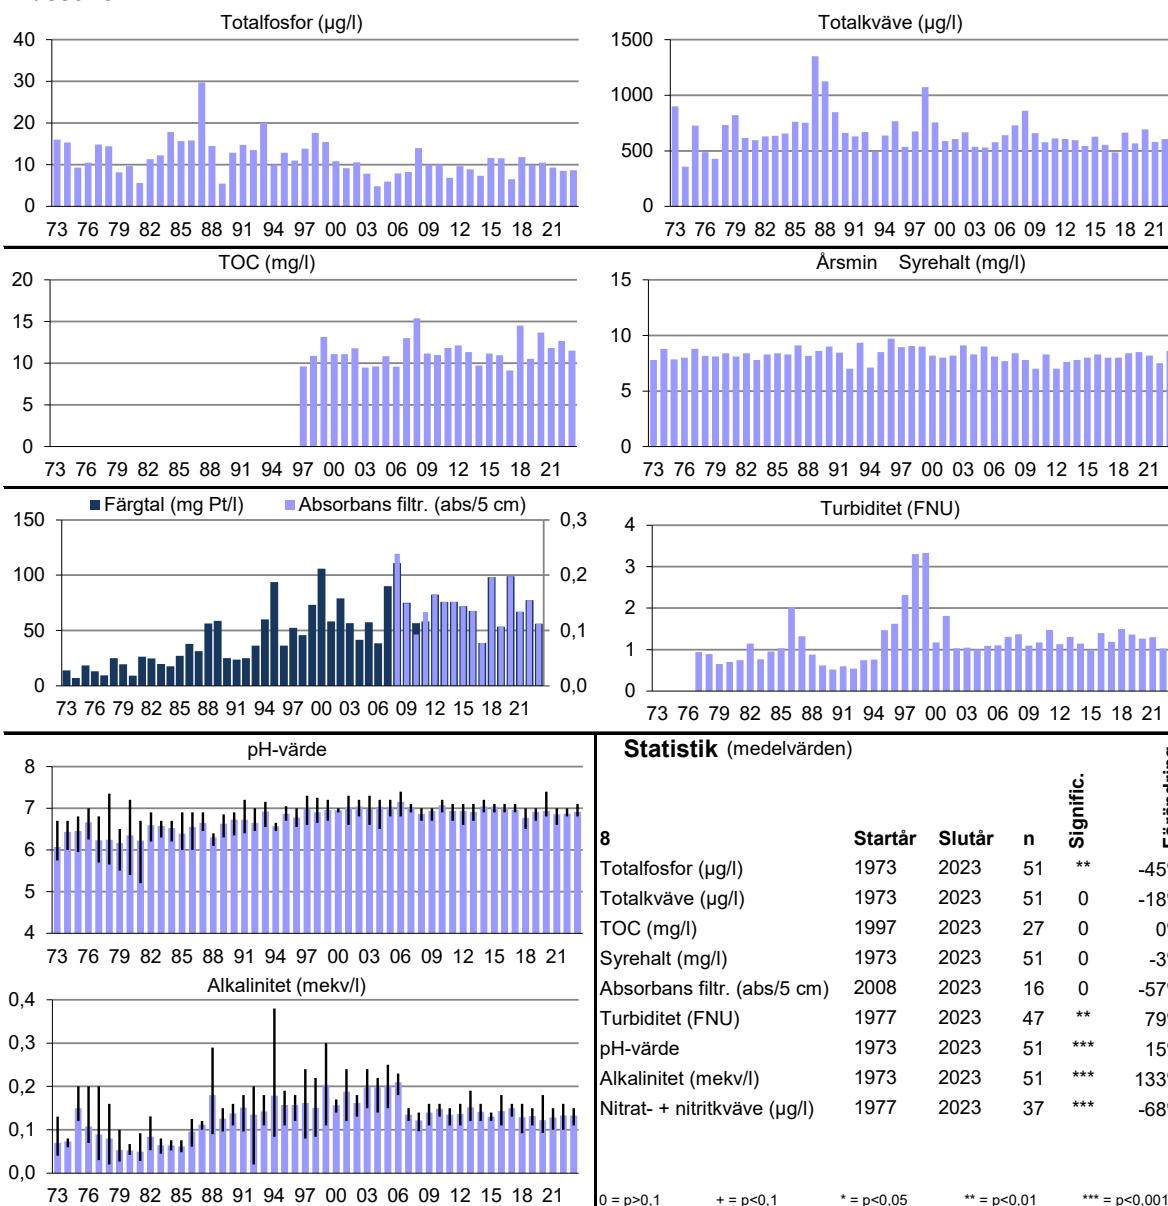 Totalfosfor (µg/l)
40
30
20
10
0
73 76 79 82 85 88 91 94 97 00 03 06 09 12 15 18 21
Totalkväve (µg/l)
1500
1000
500
0
73 76 79 82 85 88 91 94 97 00 03 06 09 12 15 18 21
TOC (mg/l)
20
15
10
5
0
73 76 79 82 85 88 91 94 97 00 03 06 09 12 15 18 21
Årsmin Syrehalt (mg/l)
15
10
5
0
73 76 79 82 85 88 91 94 97 00 03 06 09 12 15 18 21
Färgtal (mg Pt/l) Absorbans filtr. (abs/5 cm)
150 0,3
100 0,2
50 0,1
0 0,0
73 76 79 82 85 88 91 94 97 00 03 06 09 12 15 18 21
Turbiditet (FNU)
4
3
2
1
0
73 76 79 82 85 88 91 94 97 00 03 06 09 12 15 18 21
pH-värde
8
7
6
5
4
73 76 79 82 85 88 91 94 97 00 03 06 09 12 15 18 21
Alkalinitet (mekv/l)
0,4
0,3
0,2
0,1
0,0
73 76 79 82 85 88 91 94 97 00 03 06 09 12 15 18 21
Statistik (medelvärden)
8 Startår Slutår n Signific.
Totalfosfor (µg/l) 1973 2023 51 ** -45
Totalkväve (µg/l) 1973 2023 51 0 -18
TOC (mg/l) 1997 2023 27 0 0
Syrehalt (mg/l) 1973 2023 51 0 -3
Absorbans filtr. (abs/5 cm) 2008 2023 16 0 -57
Turbiditet (FNU) 1977 2023 47 ** 79
pH-värde 1973 2023 51 *** 15
Alkalinitet (mekv/l) 1973 2023 51 *** 133
Nitrat- + nitritkväve (µg/l) 1977 2023 37 *** -68
0 = p>0,1 + = p<0,1 * = p<0,05 ** = p<0,01 *** = p<0,001